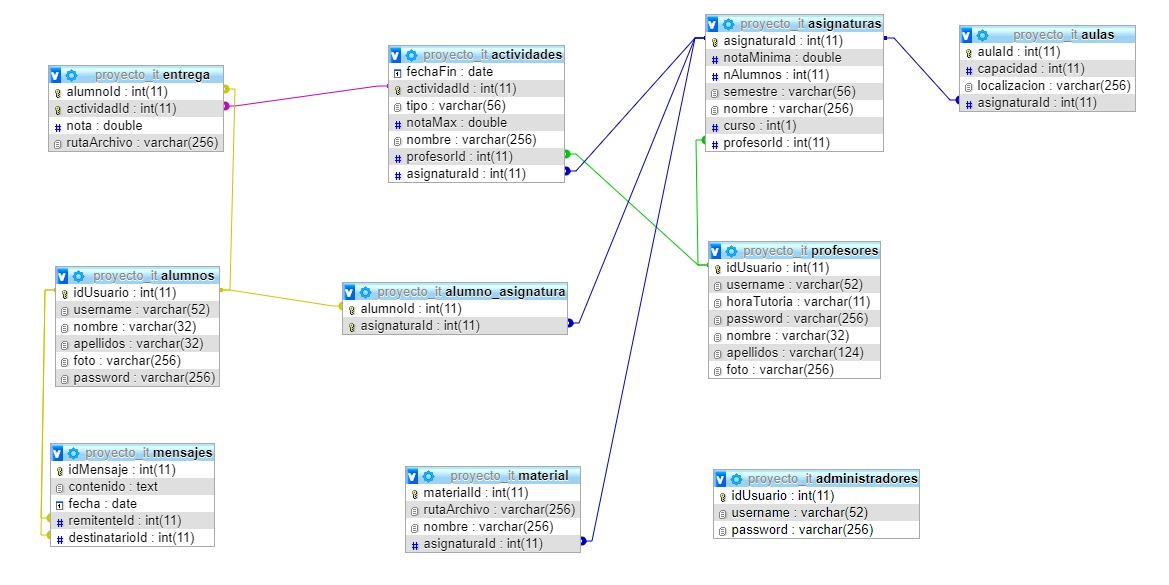 proyecto_it entrega
alumnoId : int(11)
actividadId : int(11)
nota : double
rutaArchivo : varchar(256)
proyecto_it actividades
fechaFin : date
actividadId : int(11)
tipo : varchar(56)
notaMax : double
nombre : varchar(256)
profesorId : int(11)
asignaturaId : int(11)
proyecto_it asignaturas
asignaturaId : int(11)
notaMinima : double
nAlumnos : int(11)
semestre : varchar(56)
nombre : varchar(256)
curso : int(1)
profesorId : int(11)
proyecto_it aulas
aulaId : int(11)
capacidad : int(11)
localizacion : varchar(256)
asignaturaId : int(11)
proyecto_it alumnos
idUsuario : int(11)
username : varchar(52)
nombre : varchar(32)
apellidos : varchar(32)
foto : varchar(256)
password : varchar(256)
proyecto_it alumno_asignatura
alumnoId : int(11)
asignaturaId : int(11)
proyecto_it profesores
idUsuario : int(11)
username : varchar(52)
horaTutoria : varchar(11)
password : varchar(256)
nombre : varchar(32)
apellidos : varchar(124)
foto : varchar(256)
proyecto_it mensajes
idMensaje : int(11)
contenido : text
fecha : date
remitenteId : int(11)
destinatarioId : int(11)
proyecto_it material
materialId : int(11)
rutaArchivo : varchar(256)
nombre : varchar(256)
asignaturaId : int(11)
proyecto_it administradores
idUsuario : int(11)
username : varchar(52)
password : varchar(256)